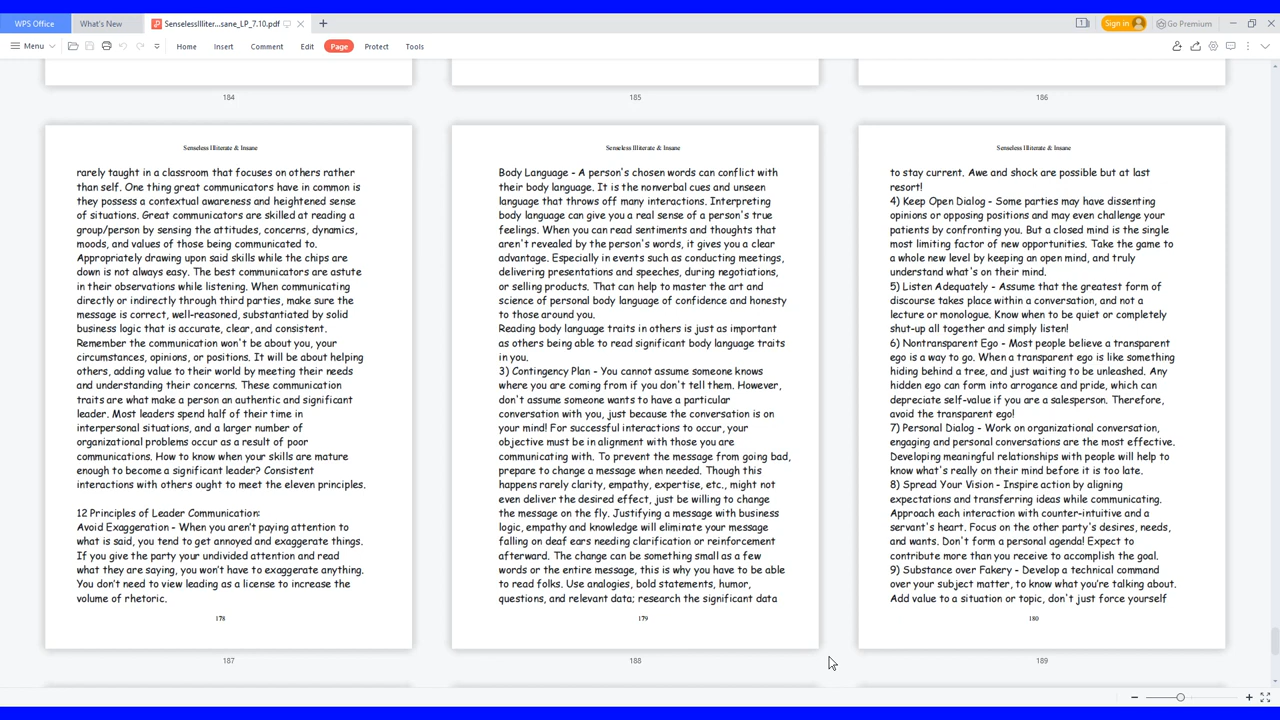 WPS Office
What's New
SenselessIlliter...sane_LP_7.10.pdf
Sign in
Go Premium
Menu
Home
Insert
Comment
Edit
Page
Protect
Tools
184
185
186
Senseless Illiterate & Insane
rarely taught in a classroom that focuses on others rather
than self. One thing great communicators have in common is
they possess a contextual awareness and heightened sense
of situations. Great communicators are skilled at reading a
group/person by sensing the attitudes, concerns, dynamics,
moods, and values of those being communicated to.
Appropriately drawing upon said skills while the chips are
down is not always easy. The best communicators are astute
in their observations while listening. When communicating
directly or indirectly through third parties, make sure the
message is correct, well-reasoned, substantiated by solid
business logic that is accurate, clear, and consistent.
Remember the communication won't be about you, your
circumstances, opinions, or positions. It will be about helping
others, adding value to their world by meeting their needs
and understanding their concerns. These communication
traits are what make a person an authentic and significant
leader. Most leaders spend half of their time in
interpersonal situations, and a larger number of
organizational problems occur as a result of poor
communications. How to know when your skills are mature
enough to become a significant leader? Consistent
interactions with others ought to meet the eleven principles.
12 Principles of Leader Communication:
Avoid Exaggeration - When you aren't paying attention to
what is said, you tend to get annoyed and exaggerate things.
If you give the party your undivided attention and read
what they are saying, you won't have to exaggerate anything.
You don't need to view leading as a license to increase the
volume of rhetoric.
178
187
Senseless Illiterate & Insane
Body Language - A person's chosen words can conflict with
their body language. It is the nonverbal cues and unseen
language that throws off many interactions. Interpreting
body language can give you a real sense of a person's true
feelings. When you can read sentiments and thoughts that
aren't revealed by the person's words, it gives you a clear
advantage. Especially in events such as conducting meetings,
delivering presentations and speeches, during negotiations,
or selling products. That can help to master the art and
science of personal body language of confidence and honesty
to those around you.
Reading body language traits in others is just as important
as others being able to read significant body language traits
in you.
3) Contingency Plan - You cannot assume someone knows
where you are coming from if you don't tell them. However,
don't assume someone wants to have a particular
conversation with you, just because the conversation is on
your mind! For successful interactions to occur, your
objective must be in alignment with those you are
communicating with. To prevent the message from going bad,
prepare to change a message when needed. Though this
happens rarely clarity, empathy, expertise, etc., might not
even deliver the desired effect, just be willing to change
the message on the fly. Justifying a message with business
logic, empathy and knowledge will eliminate your message
falling on deaf ears needing clarification or reinforcement
afterward. The change can be something small as a few
words or the entire message, this is why you have to be able
to read folks. Use analogies, bold statements, humor,
questions, and relevant data; research the significant data
179
188
Senseless Illiterate & Insane
to stay current. Awe and shock are possible but at last
resort!
4) Keep Open Dialog - Some parties may have dissenting
opinions or opposing positions and may even challenge your
patients by confronting you. But a closed mind is the single
most limiting factor of new opportunities. Take the game to
a whole new level by keeping an open mind, and truly
understand what's on their mind.
5) Listen Adequately - Assume that the greatest form of
discourse takes place within a conversation, and not a
lecture or monologue. Know when to be quiet or completely
shut-up all together and simply listen!
6) Nontransparent Ego - Most people believe a transparent
ego is a way to go. When a transparent ego is like something
hiding behind a tree, and just waiting to be unleashed. Any
hidden ego can form into arrogance and pride, which can
depreciate self-value if you are a salesperson. Therefore,
avoid the transparent ego!
7) Personal Dialog - Work on organizational conversation,
engaging and personal conversations are the most effective.
Developing meaningful relationships with people will help to
know what's really on their mind before it is too late.
8) Spread Your Vision - Inspire action by aligning
expectations and transferring ideas while communicating.
Approach each interaction with counter-intuitive and a
servant's heart. Focus on the other party's desires, needs,
and wants. Don't form a personal agenda! Expect to
contribute more than you receive to accomplish the goal.
9) Substance over Fakery - Develop a technical command
over your subject matter, to know what you're talking about.
Add value to a situation or topic, don't just force yourself
180
189